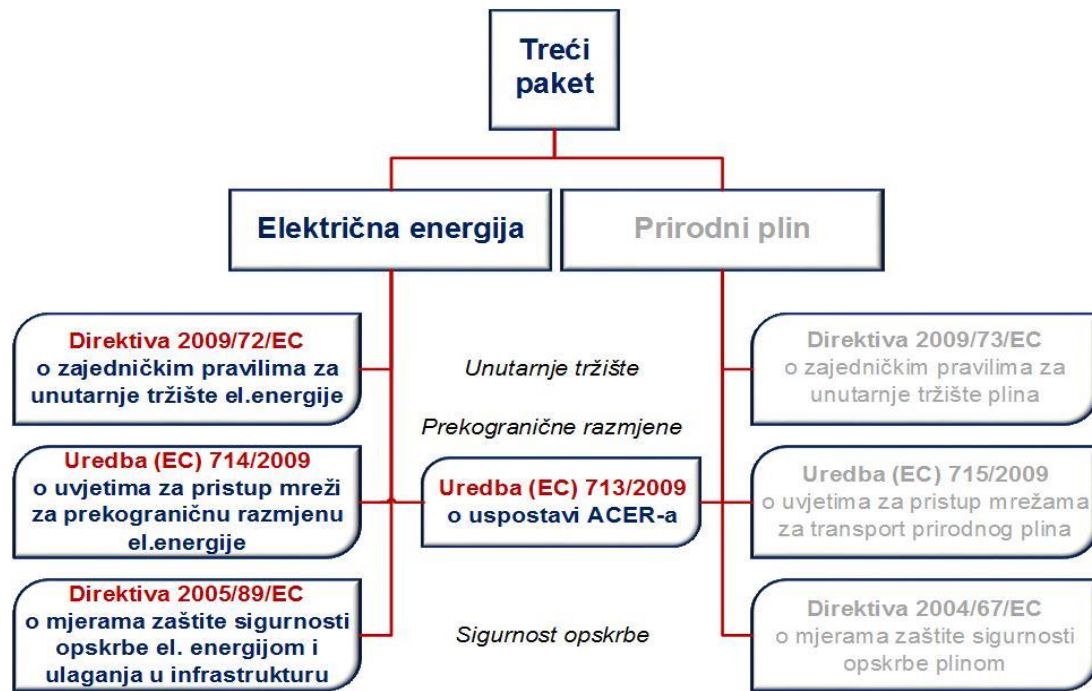 Treći
paket
Električna energija
Prirodni plin
Direktiva 2009/72/EC
o zajedničkim pravilima za
unutarnje tržište el.energije
Unutarnje tržište
Direktiva 2009/73/EC
o zajedničkim pravilima za
unutarnje tržište plina
Prekogranične razmjene
Uredba (EC) 714/2009
o uvjetima za pristup mreži
za prekograničnu razmjenu
el.energije
Uredba (EC) 713/2009
o uspostavi ACER-a
Uredba (EC) 715/2009
o uvjetima za pristup mrežama
za transport prirodnog plina
Direktiva 2005/89/EC
o mjerama zaštite sigurnosti
opskrbe el. energijom i
ulaganja u infrastrukturu
Sigurnost opskrbe
Direktiva 2004/67/EC
o mjerama zaštite sigurnosti
opskrbe plinom